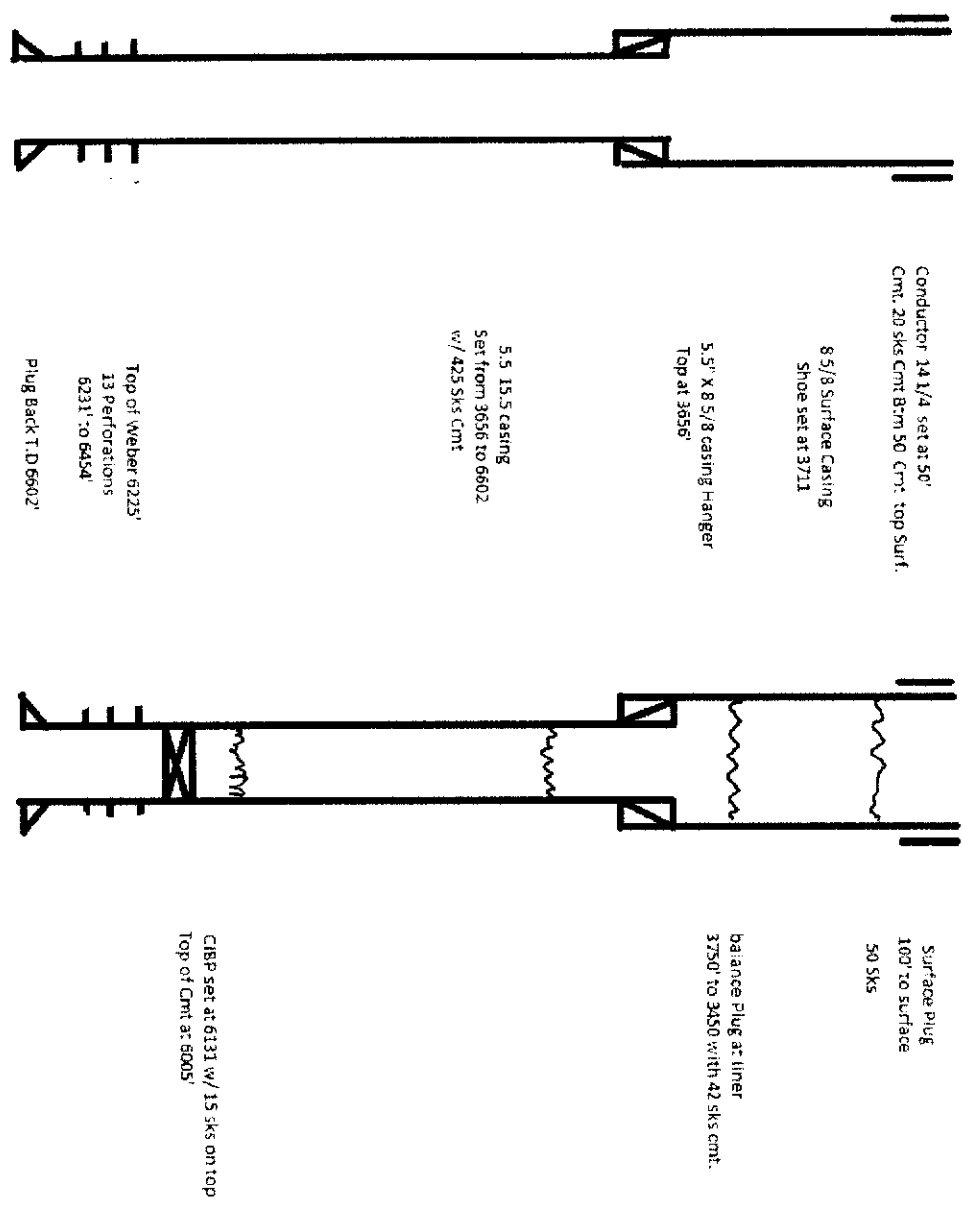 Conductor 14 1/4 set at 50'
Cmt. 20 sks Cmt Btm 50 Cmt top Surf.
8 5/8 Surface Casing
Shoe set at 3711
5.5" X 8 5/8 casing Hanger
Top at 3656'
5.5 15.5 casing
Set from 3656 to 6602
w/ 425 Sks Cmt
Top of Weber 6225'
13 Perforations
6231' to 6454'
Plug Back T.D 6602'
Surface Plug
100' to surface
50 Sks
balance Plug at liner
3750' to 3450 with 42 sks cmt.
CIBP set at 6131 w/ 15 sks on top
Top of Cmt at 6005'